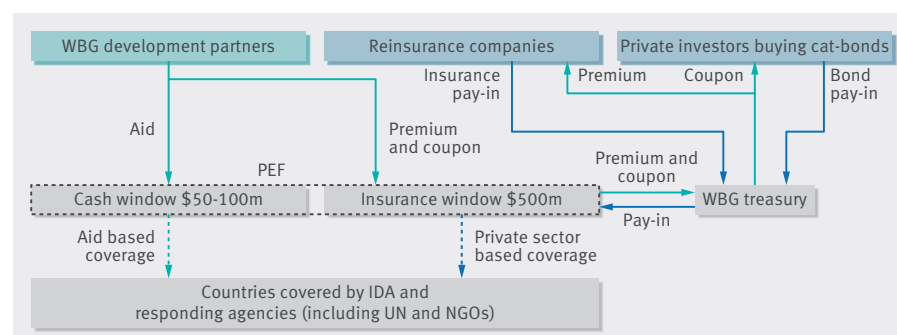 WBG development partners
Reinsurance companies
Private investors buying cat-bonds
Insurance
pay-in
Premium
Coupon
Bond
pay-in
Aid
Premium
and coupon
PEF
Premium and
coupon
Cash window $50-100m
Insurance window $500m
WBG treasury
Pay-in
Aid based
coverage
Private sector
based coverage
Countries covered by IDA and
responding agencies (including UN and NGOs)